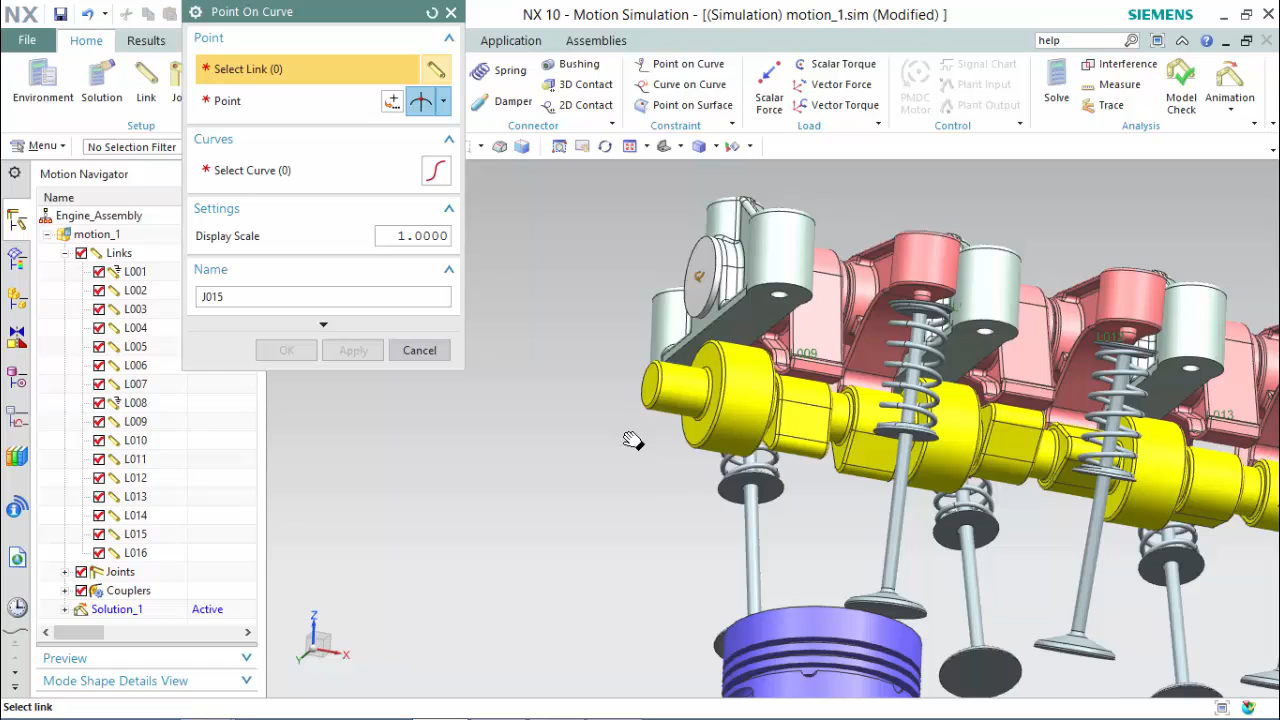 NX
Point On Curve
NX 10 - Motion Simulation - [(Simulation) motion_1.sim (Modified) ]
SIEMENS
File
Home
Results
Application
Assemblies
help
Environment
Solution
Link
Jo
Setup
Spring
Damper
Bushing
3D Contact
2D Contact
Connector
Point on Curve
Curve on Curve
Point on Surface
Constraint
Scalar Force
Scalar Torque
Vector Force
Vector Torque
Load
PMDC Motor
Signal Chart
Plant Input
Plant Output
Control
Solve
Interference
Measure
Trace
Model Check
Animation
Analysis
Menu
No Selection Filter
Point
* Select Link (0)
* Point
Curves
* Select Curve (0)
Settings
Display Scale
1.0000
Name
J015
OK
Apply
Cancel
Motion Navigator
Name
Engine_Assembly
motion_1
Links
L001
L002
L003
L004
L005
L006
L007
L008
L009
L010
L011
L012
L013
L014
L015
L016
Joints
Couplers
Solution_1
Active
Preview
Mode Shape Details View
Select link
L009
L013
Z
X
Y